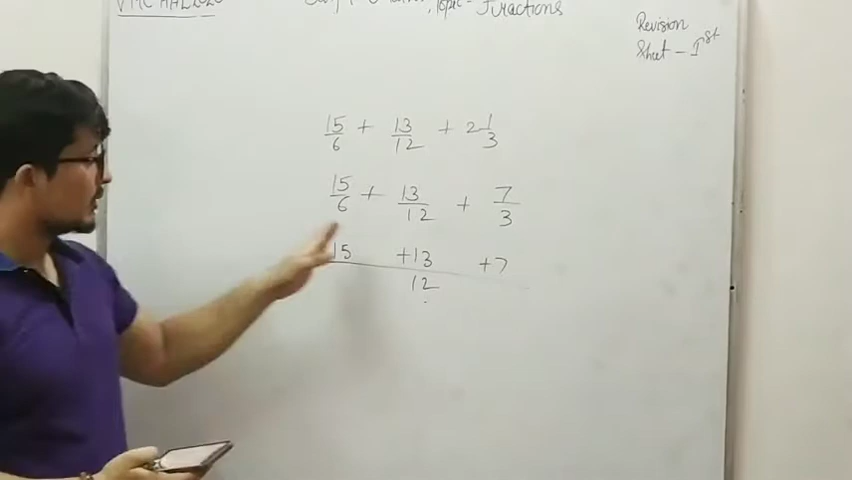 Topic - Fractions
Revision
Sheet - Ist
15/6 + 13/12 + 2 1/3
15/6 + 13/12 + 7/3
15 +13 +7
12